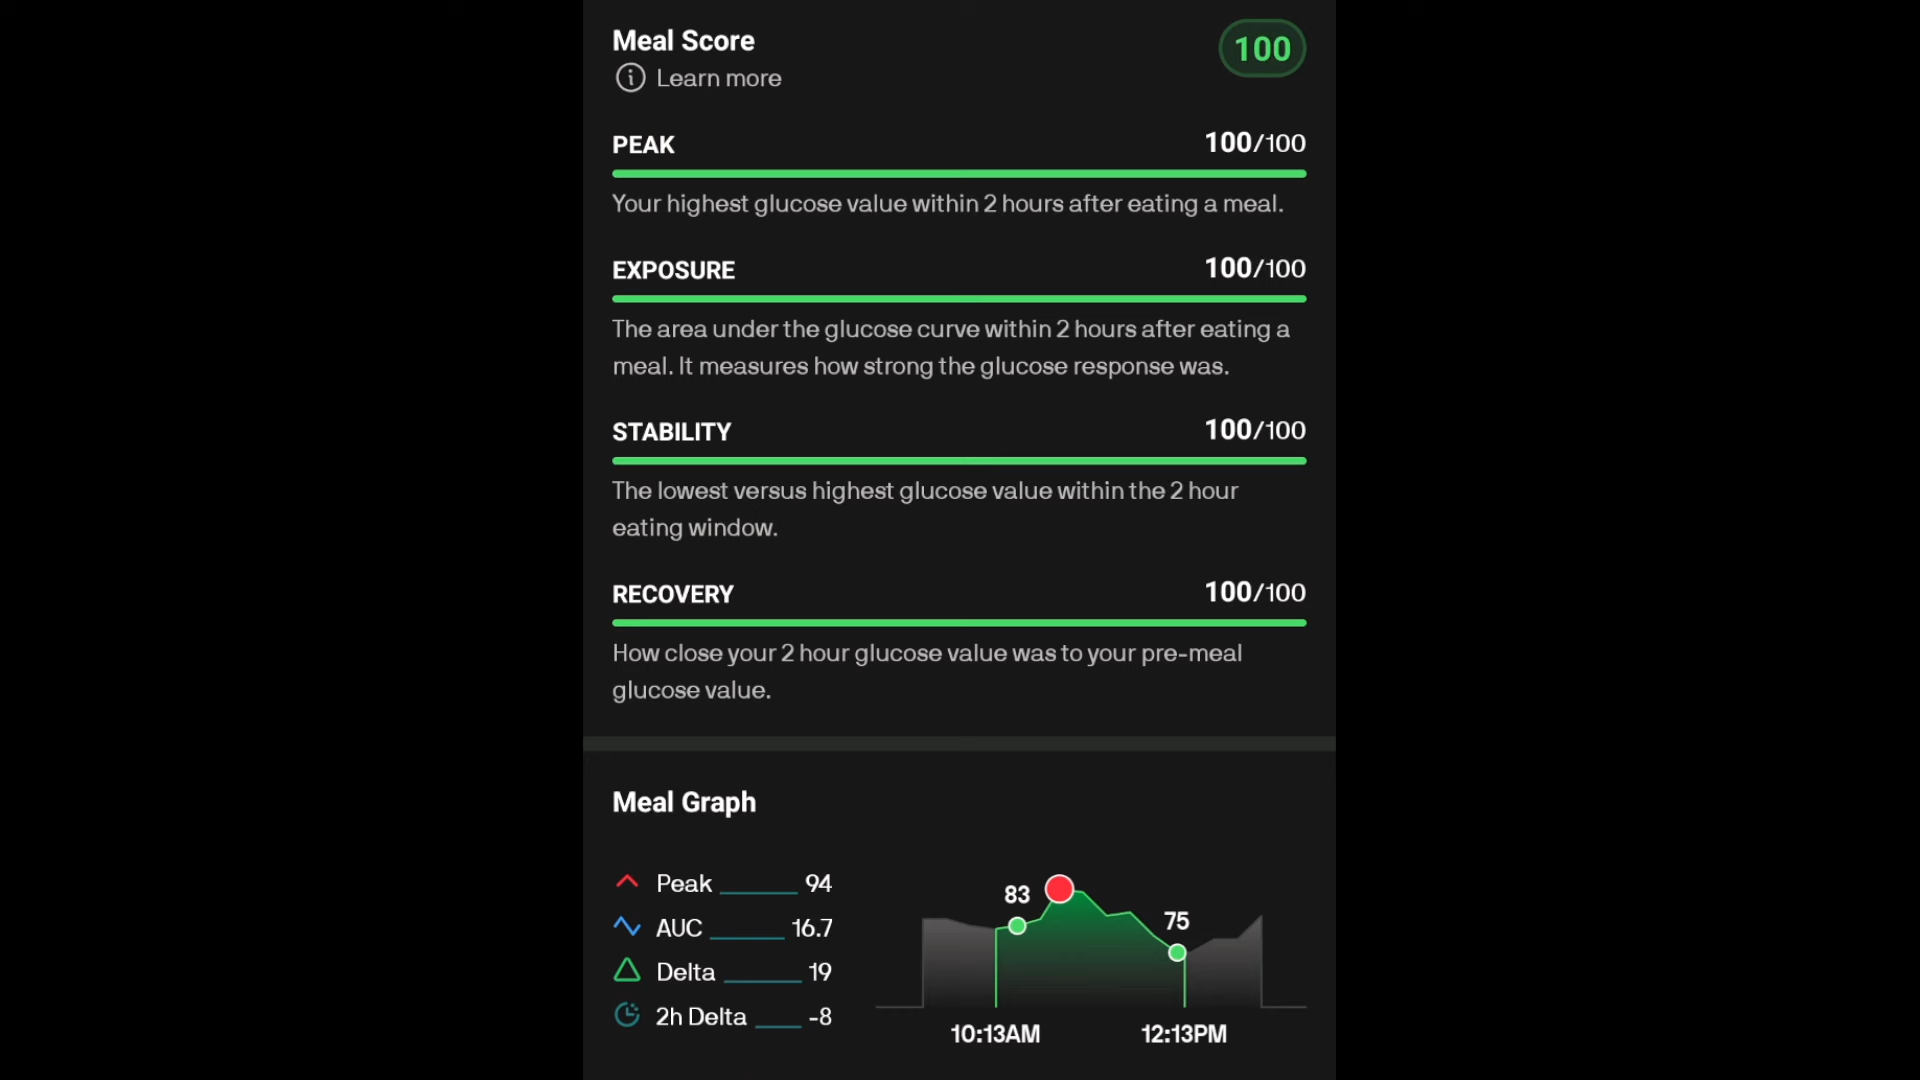 Meal Score
100
Learn more
PEAK 100/100
Your highest glucose value within 2 hours after eating a meal.
EXPOSURE 100/100
The area under the glucose curve within 2 hours after eating a
meal. It measures how strong the glucose response was.
STABILITY 100/100
The lowest versus highest glucose value within the 2 hour
eating window.
RECOVERY 100/100
How close your 2 hour glucose value was to your pre-meal
glucose value.
Meal Graph
Peak 94
AUC 16.7
Delta 19
2h Delta -8
83
75
10:13AM
12:13PM